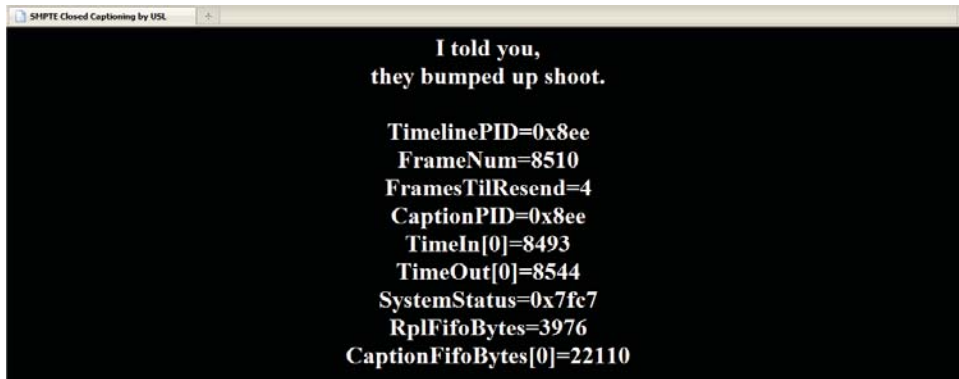 SMPTE Closed Captioning by USL
I told you,
they bumped up shoot.
TimelinePID=0x8ee
FrameNum=8510
FramesTilResend=4
CaptionPID=0x8ee
TimeIn[0]=8493
TimeOut[0]=8544
SystemStatus=0x7fc7
RplFifoBytes=3976
CaptionFifoBytes[0]=22110